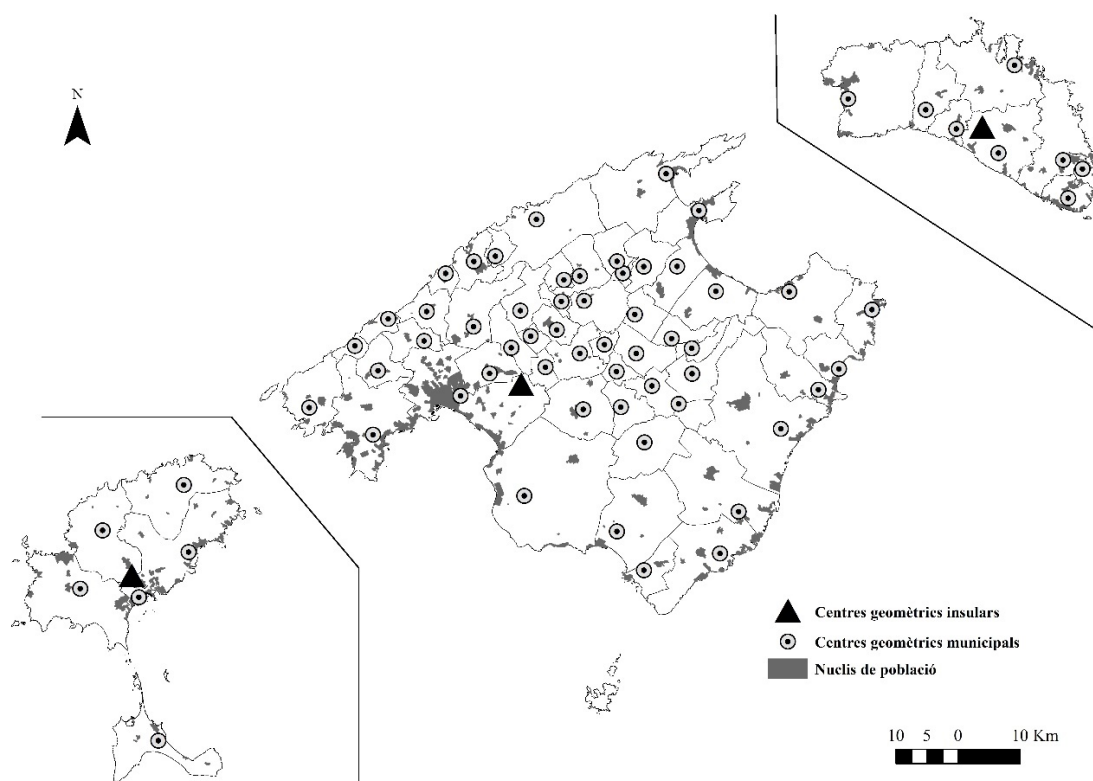 N
Centres geomètrics insulars
Centres geomètrics municipals
Nuclis de població
10 5 0 10 Km